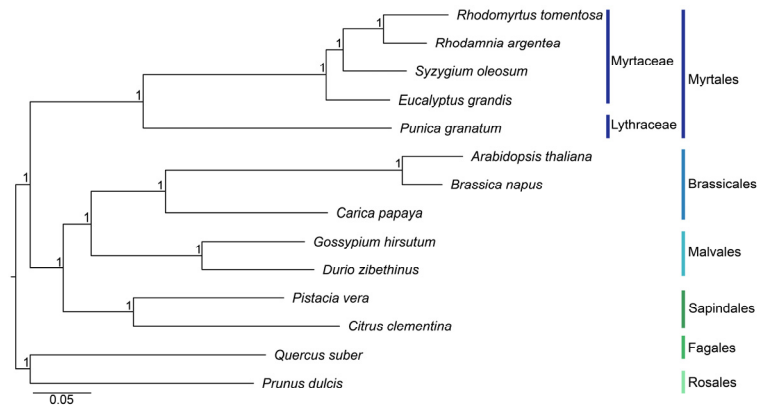 Rhodomyrtus tomentosa
1
Rhodamnia argentea
1
Myrtaceae
1
Syzygium oleosum
Myrtales
1
Eucalyptus grandis
Punica granatum
Lythraceae
1
Arabidopsis thaliana
1
1
Brassica napus
Brassicales
1
Carica papaya
1
Gossypium hirsutum
Malvales
1
Durio zibethinus
1
Pistacia vera
Sapindales
Citrus clementina
Quercus suber
Fagales
1
Prunus dulcis
Rosales
0.05